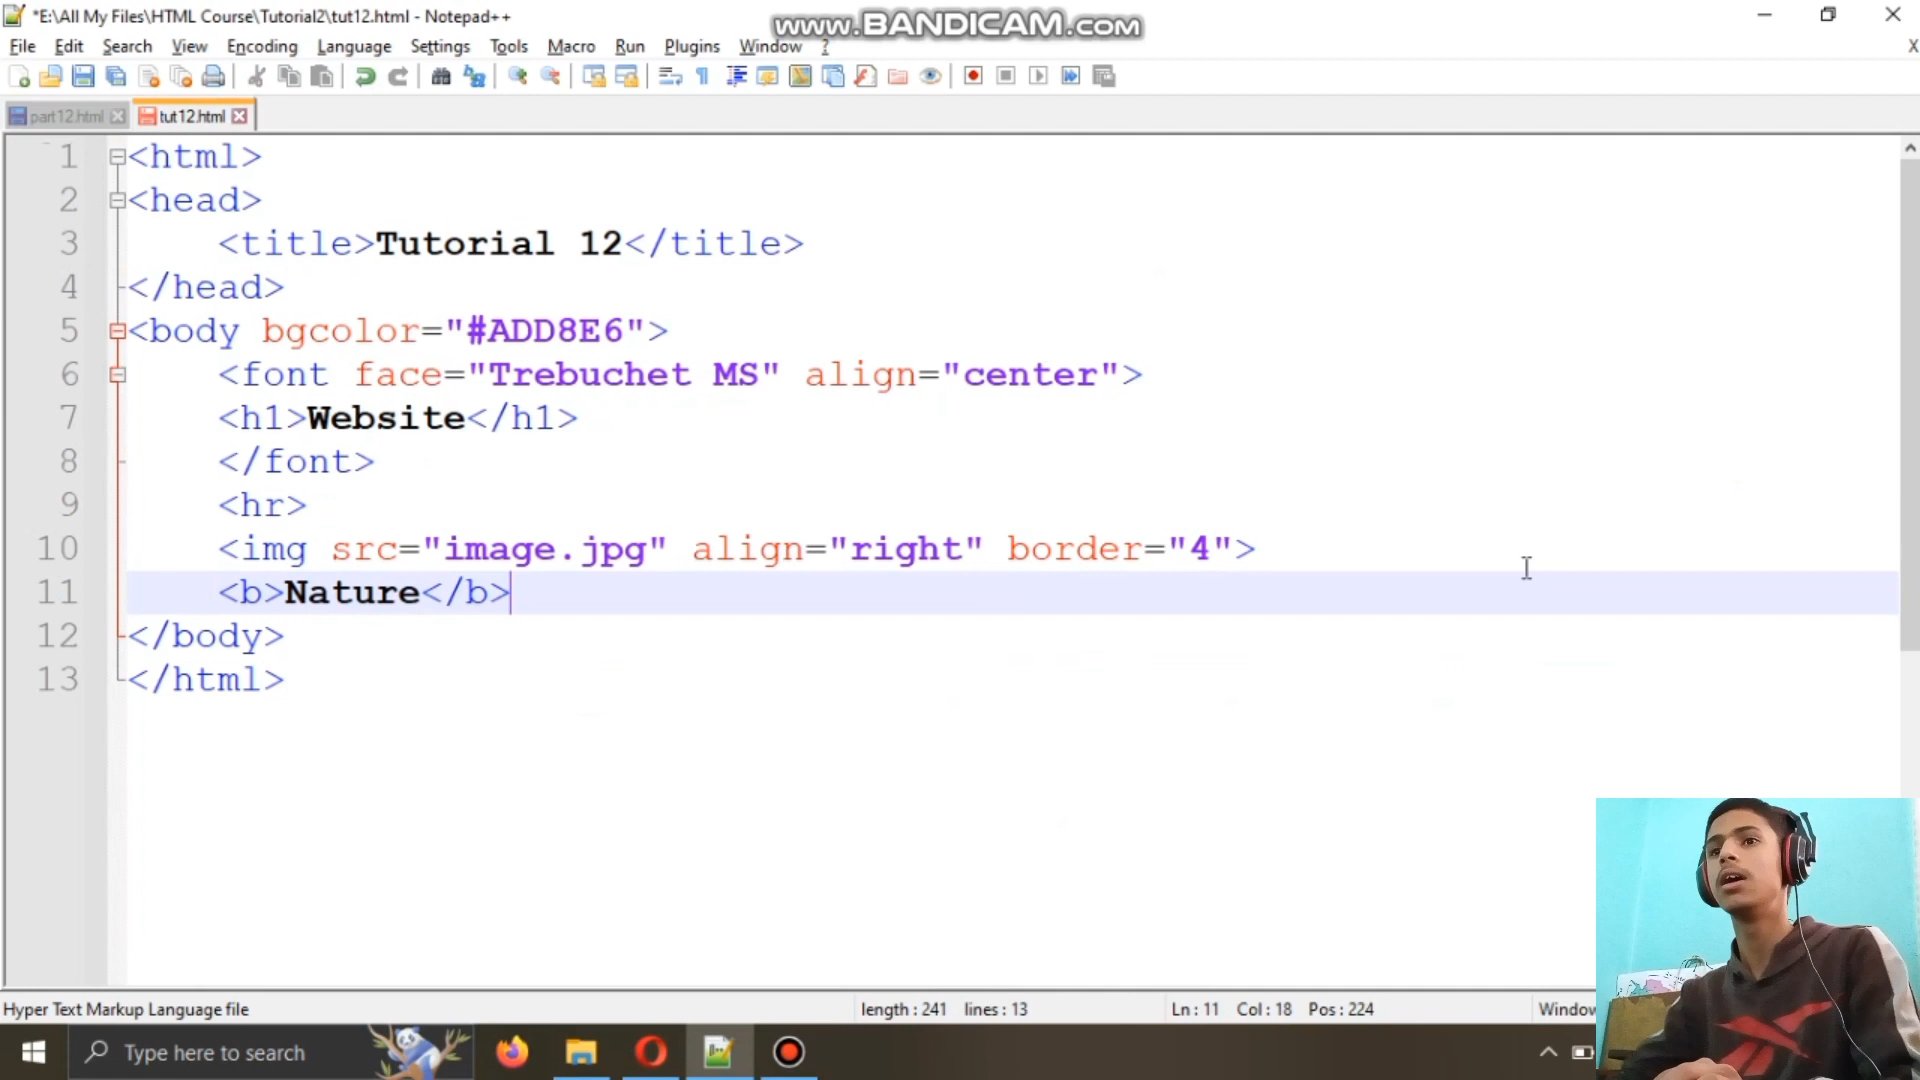 *E:\All My Files\HTML Course\Tutorial2\tut12.html - Notepad++
www.BANDICAM.com
File Edit Search View Encoding Language Settings Tools Macro Run Plugins Window ? X
part12.html tut12.html
1 <html>
2 <head>
3 <title>Tutorial 12</title>
4 </head>
5 <body bgcolor="#ADD8E6">
6 <font face="Trebuchet MS" align="center">
7 <h1>Website</h1>
8 </font>
9 <hr>
10 <img src="image.jpg" align="right" border="4">
11 <b>Nature</b>
12 </body>
13 </html>
Hyper Text Markup Language file length : 241 lines : 13 Ln : 11 Col : 18 Pos : 224 Window
Type here to search